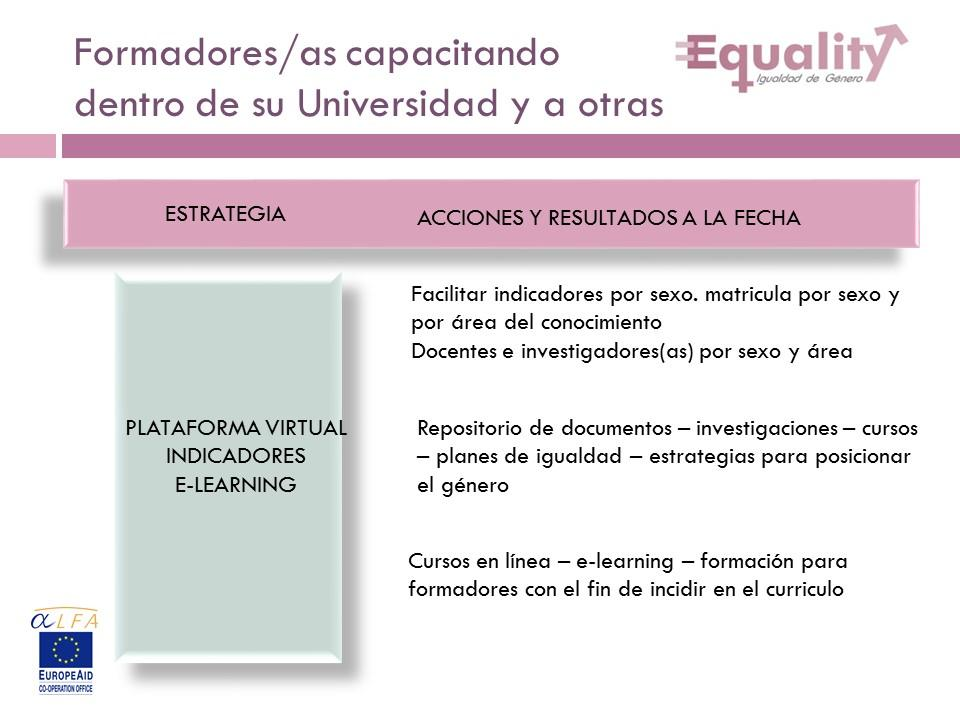 Formadores/as capacitando
dentro de su Universidad y a otras
Equality
Igualdad de Género
ESTRATEGIA
ACCIONES Y RESULTADOS A LA FECHA
Facilitar indicadores por sexo. matricula por sexo y
por área del conocimiento
Docentes e investigadores(as) por sexo y área
PLATAFORMA VIRTUAL
INDICADORES
E-LEARNING
Repositorio de documentos – investigaciones – cursos
– planes de igualdad – estrategias para posicionar
el género
Cursos en línea – e-learning – formación para
formadores con el fin de incidir en el curriculo
αLFA
EUROPEAID
CO-OPERATION OFFICE